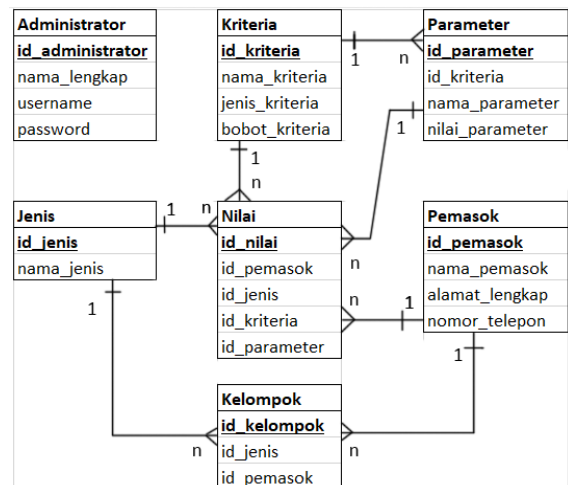 Administrator
id_administrator
nama_lengkap
username
password
Kriteria
id_kriteria
nama_kriteria
jenis_kriteria
bobot_kriteria
1
n
Parameter
id_parameter
id_kriteria
nama_parameter
nilai_parameter
1
1
n
Jenis
id_jenis
nama_jenis
1
n
Nilai
id_nilai
id_pemasok
id_jenis
id_kriteria
id_parameter
n
n
1
Pemasok
id_pemasok
nama_pemasok
alamat_lengkap
nomor_telepon
1
1
Kelompok
id_kelompok
id_jenis
id_pemasok
n
n